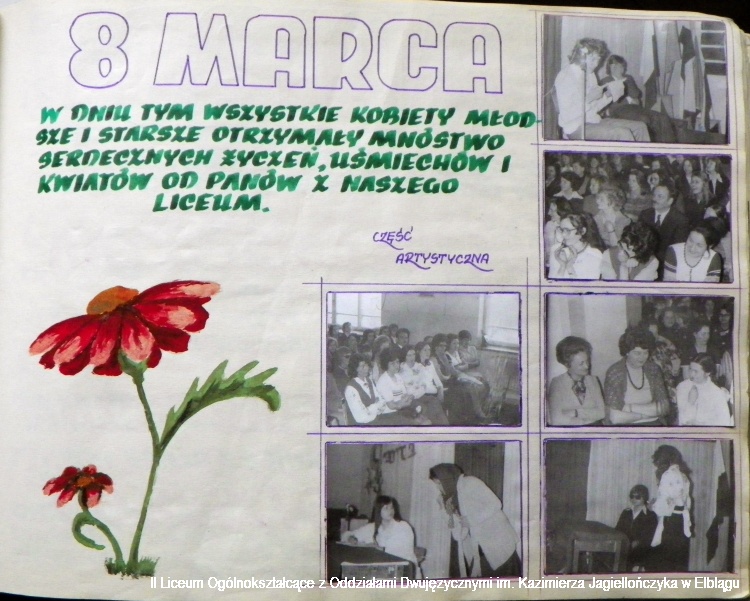 8 MARCA
W DNIU TYM WSZYSTKIE KOBIETY MŁOD-
SZE I STARSZE OTRZYMAŁY MNÓSTWO
SERDECZNYCH ŻYCZEŃ, UŚMIECHÓW I
KWIATÓW OD PANÓW Z NASZEGO
LICEUM.
CZĘŚĆ
ARTYSTYCZNA
II Liceum Ogólnokształcące z Oddziałami Dwujęzycznymi im. Kazimierza Jagiellończyka w Elblągu